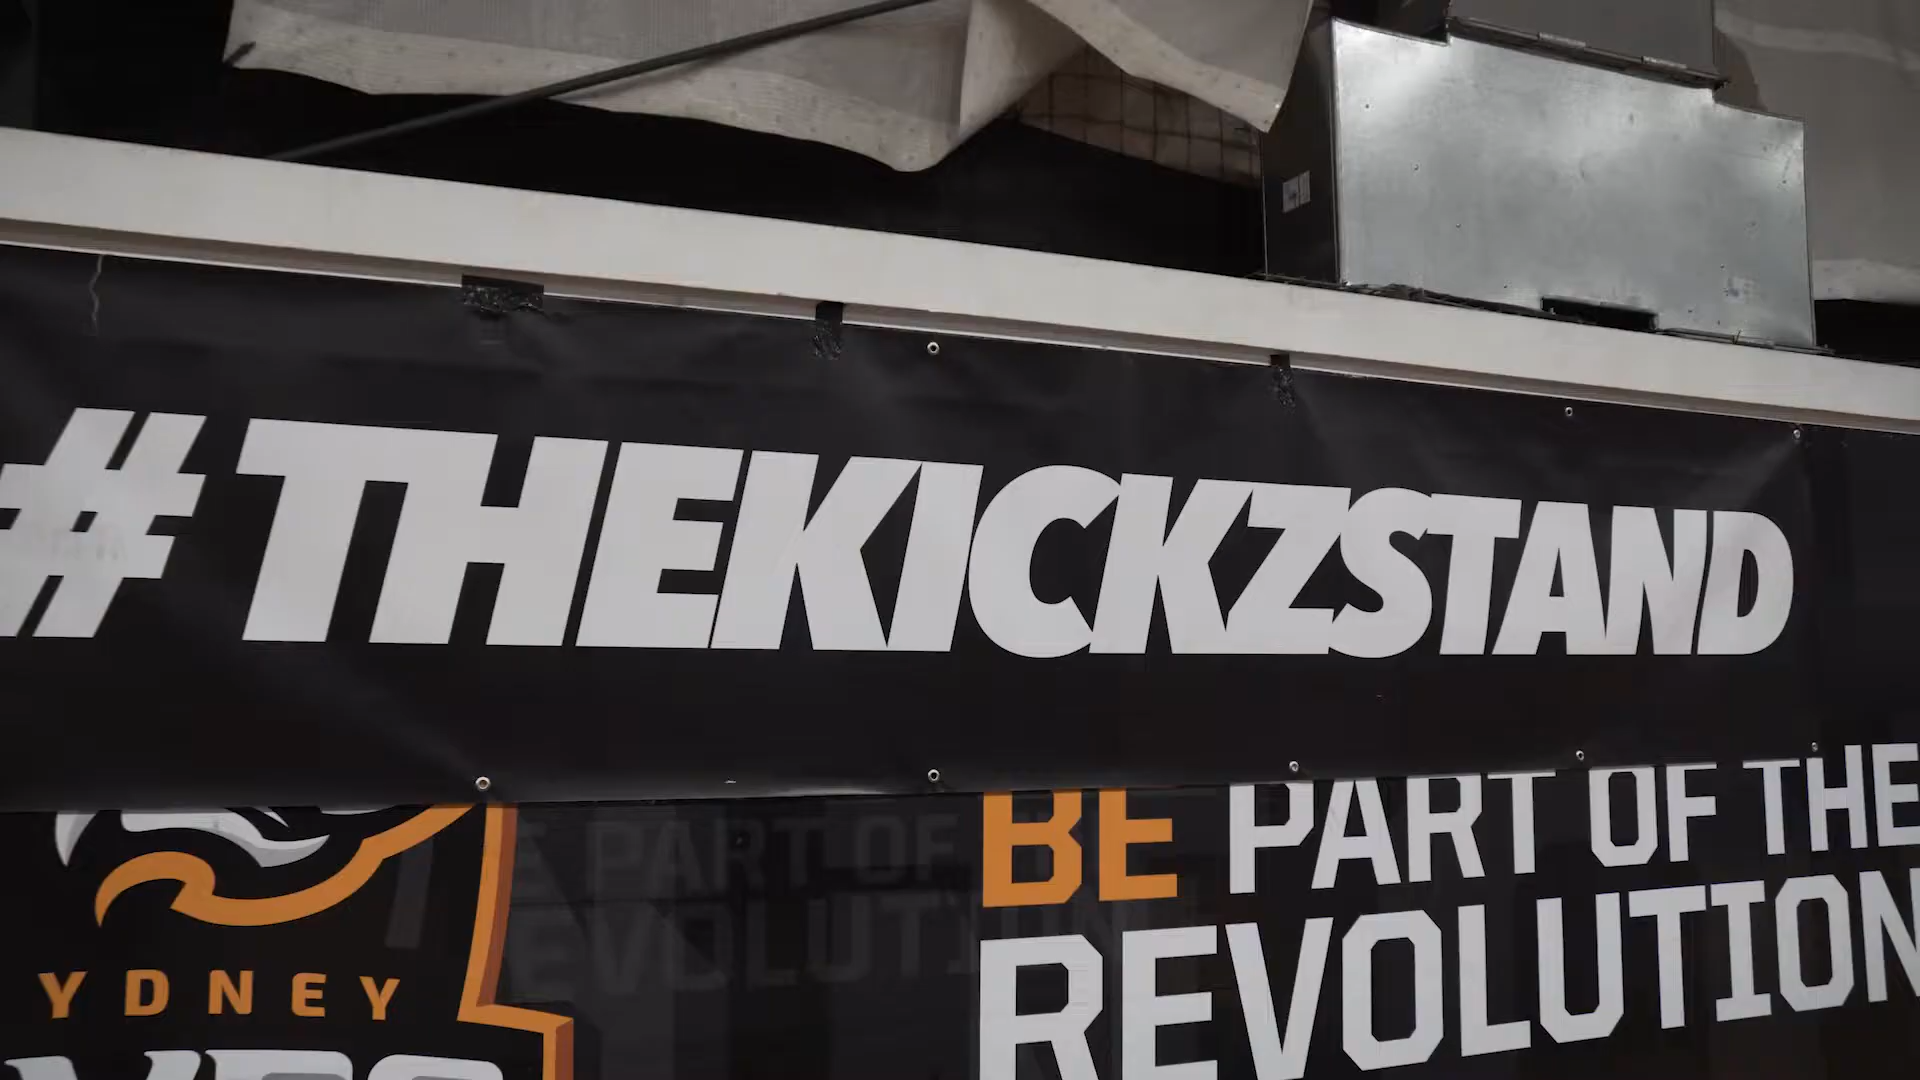 #THEKICKZSTAND
BE PART OF THE
REVOLUTION
YDNEY